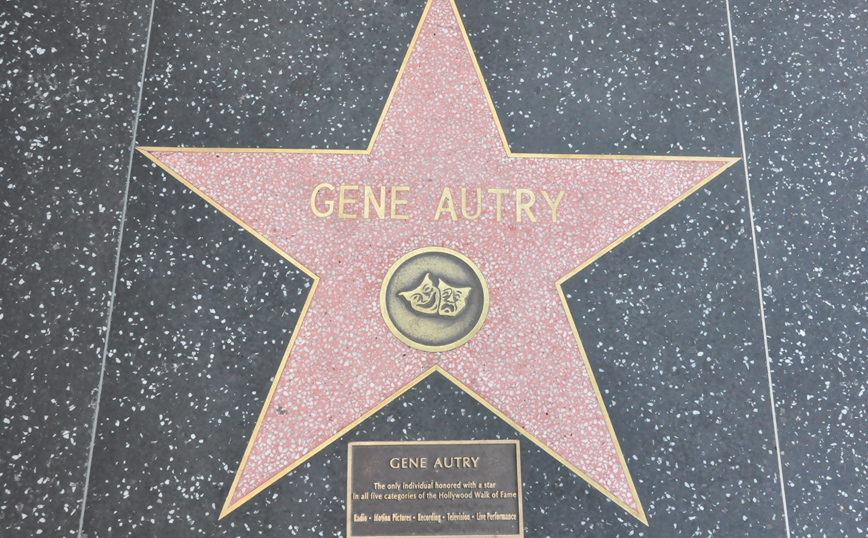 GENE AUTRY
GENE AUTRY
The only individual honored with a star
in all five categories of the Hollywood Walk of Fame
Radio • Motion Pictures • Recording • Television • Live Performance